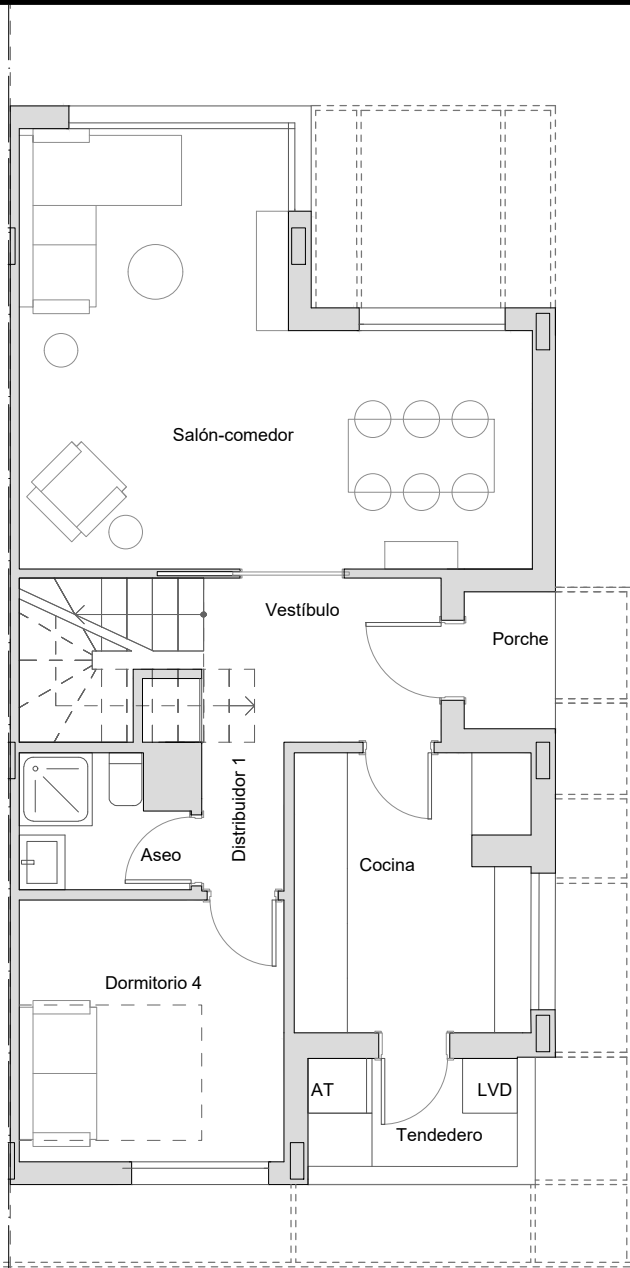 Salón-comedor
Vestíbulo
Porche
Distribuidor 1
Aseo
Cocina
Dormitorio 4
AT
LVD
Tendedero